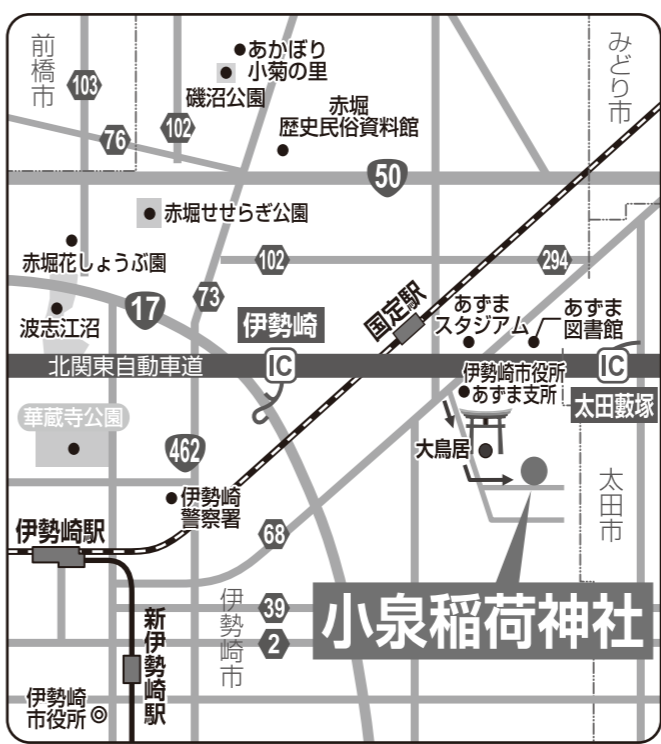 前橋市
みどり市
あかぼり
小菊の里
磯沼公園
赤堀
歴史民俗資料館
103
102
76
50
赤堀せせらぎ公園
赤堀花しょうぶ園
102
294
波志江沼
17
73
伊勢崎
国定駅
あずま
スタジアム
あずま
図書館
北関東自動車道
IC
IC
伊勢崎市役所
あずま支所
太田藪塚
華蔵寺公園
大鳥居
462
伊勢崎
警察署
太田市
伊勢崎駅
68
伊勢崎市
39
2
小泉稲荷神社
新伊勢崎駅
伊勢崎
市役所